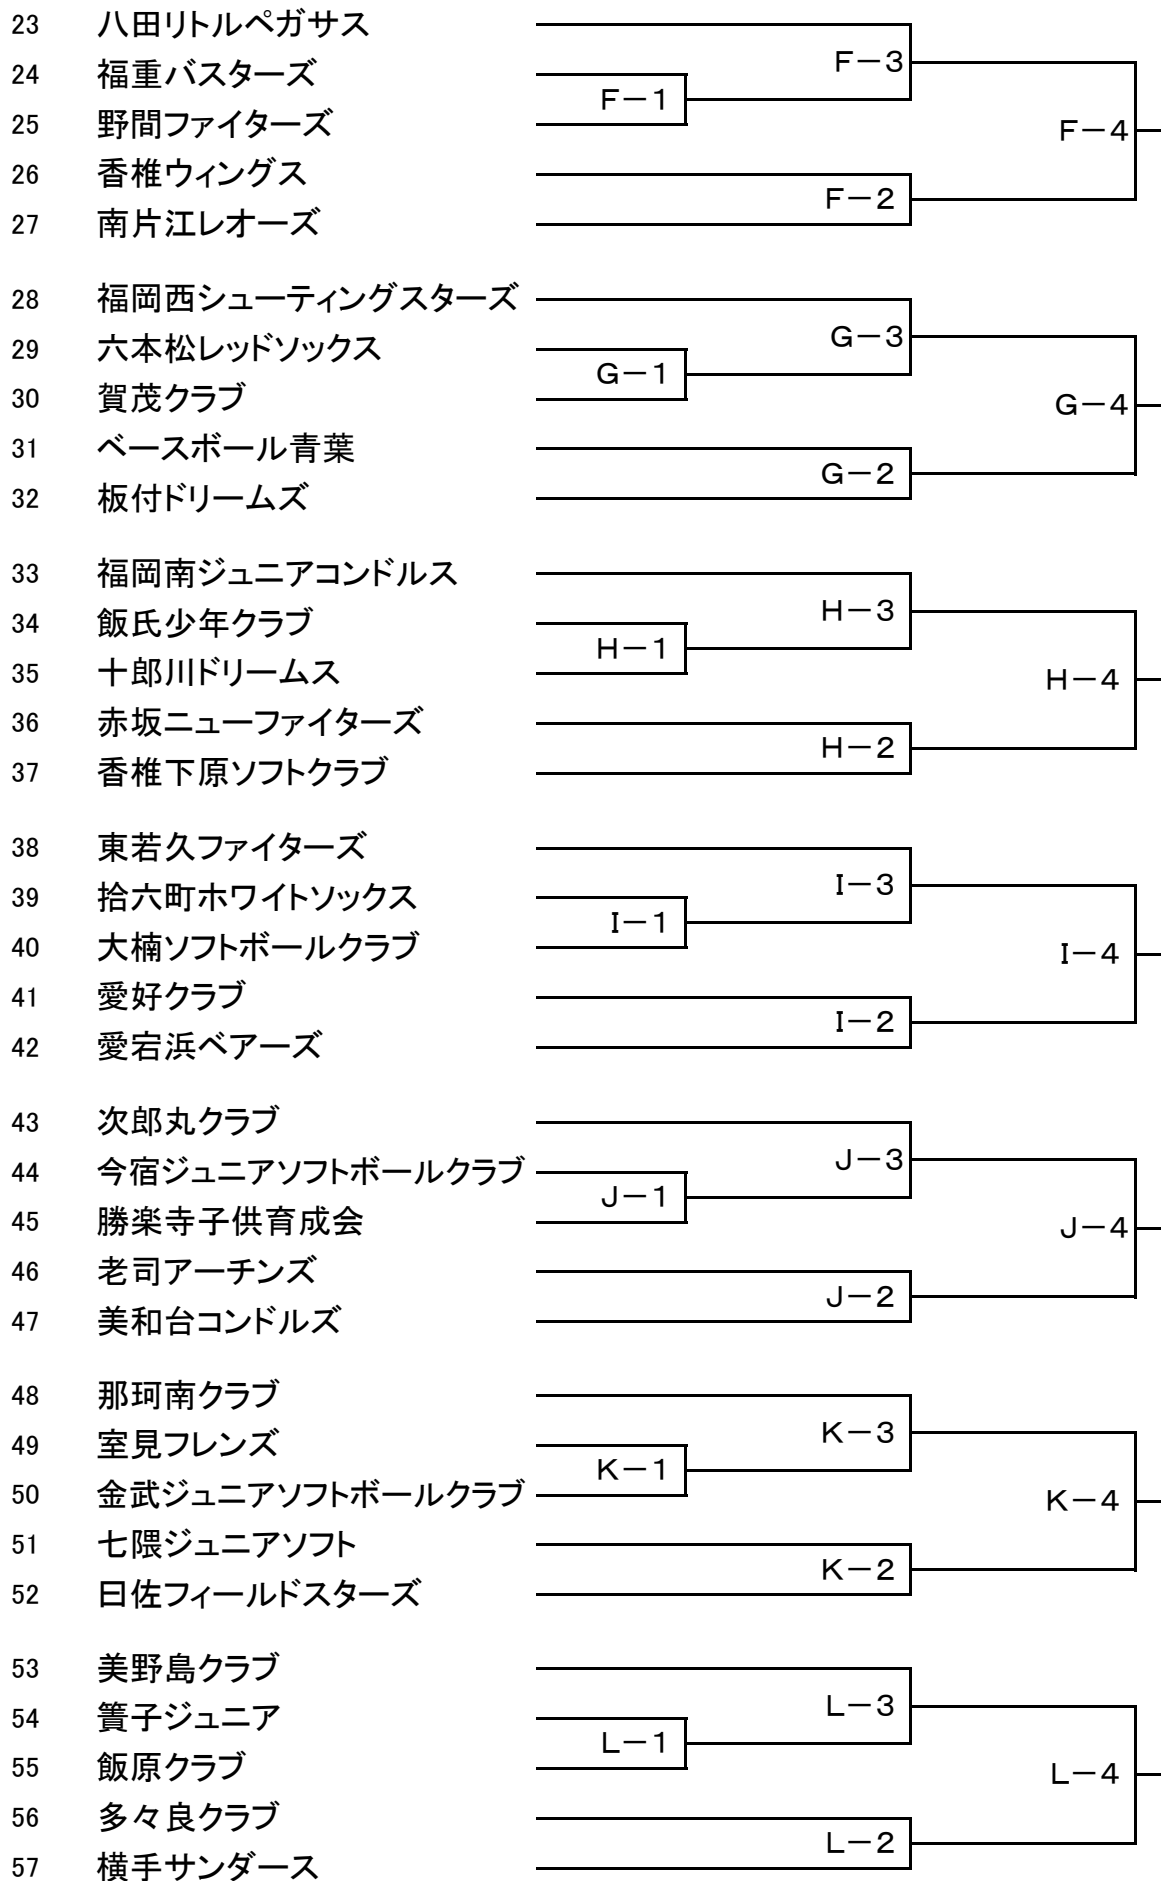 23 八田リトルペガサス
F－3
24 福重バスターズ
F－1
25 野間ファイターズ
F－4
26 香椎ウィングス
F－2
27 南片江レオーズ
28 福岡西シューティングスターズ
G－3
29 六本松レッドソックス
G－1
30 賀茂クラブ
G－4
31 ベースボール青葉
G－2
32 板付ドリームズ
33 福岡南ジュニアコンドルス
H－3
34 飯氏少年クラブ
H－1
35 十郎川ドリームス
H－4
36 赤坂ニューファイターズ
H－2
37 香椎下原ソフトクラブ
38 東若久ファイターズ
I－3
39 拾六町ホワイトソックス
I－1
40 大楠ソフトボールクラブ
I－4
41 愛好クラブ
I－2
42 愛宕浜ベアーズ
43 次郎丸クラブ
J－3
44 今宿ジュニアソフトボールクラブ
J－1
45 勝楽寺子供育成会
J－4
46 老司アーチンズ
J－2
47 美和台コンドルズ
48 那珂南クラブ
K－3
49 室見フレンズ
K－1
50 金武ジュニアソフトボールクラブ
K－4
51 七隈ジュニアソフト
K－2
52 曰佐フィールドスターズ
53 美野島クラブ
L－3
54 簀子ジュニア
L－1
55 飯原クラブ
L－4
56 多々良クラブ
L－2
57 横手サンダース